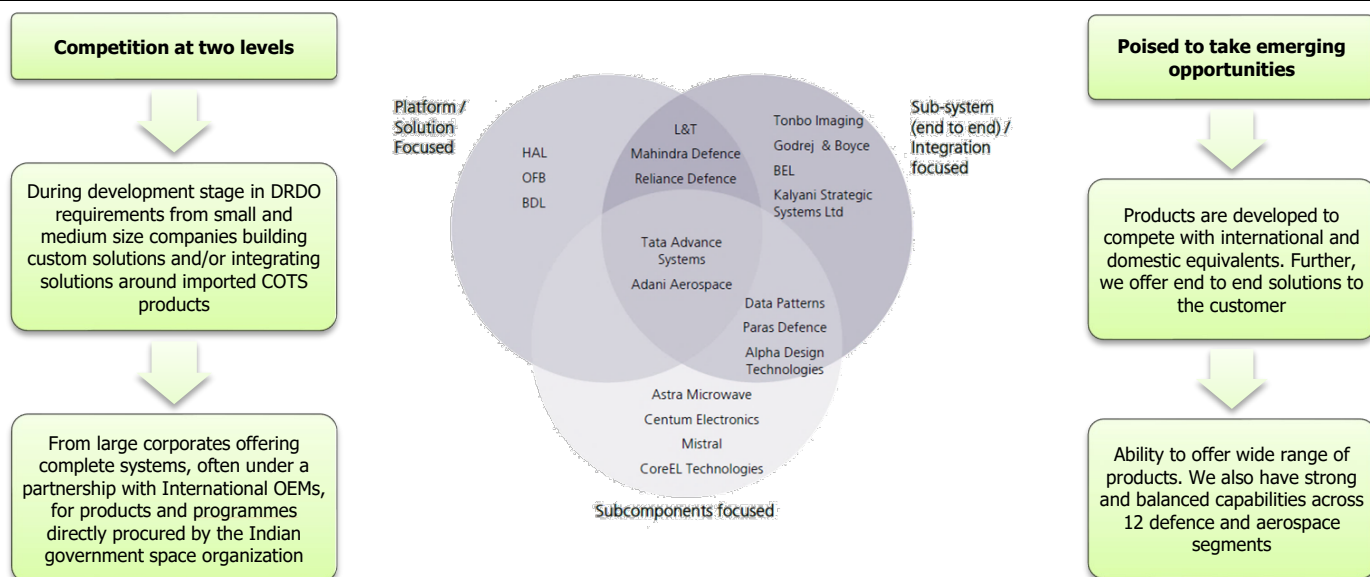 Competition at two levels
During development stage in DRDO
requirements from small and
medium size companies building
custom solutions and/or integrating
solutions around imported COTS
products
From large corporates offering
complete systems, often under a
partnership with International OEMs,
for products and programmes
directly procured by the Indian
government space organization
Platform /
Solution
Focused
HAL
OFB
BDL
L&T
Mahindra Defence
Reliance Defence
Tonbo Imaging
Godrej & Boyce
BEL
Kalyani Strategic
Systems Ltd
Sub-system
(end to end) /
Integration
focused
Tata Advance
Systems
Adani Aerospace
Data Patterns
Paras Defence
Alpha Design
Technologies
Astra Microwave
Centum Electronics
Mistral
CoreEL Technologies
Subcomponents focused
Poised to take emerging
opportunities
Products are developed to
compete with international and
domestic equivalents. Further,
we offer end to end solutions to
the customer
Ability to offer wide range of
products. We also have strong
and balanced capabilities across
12 defence and aerospace
segments